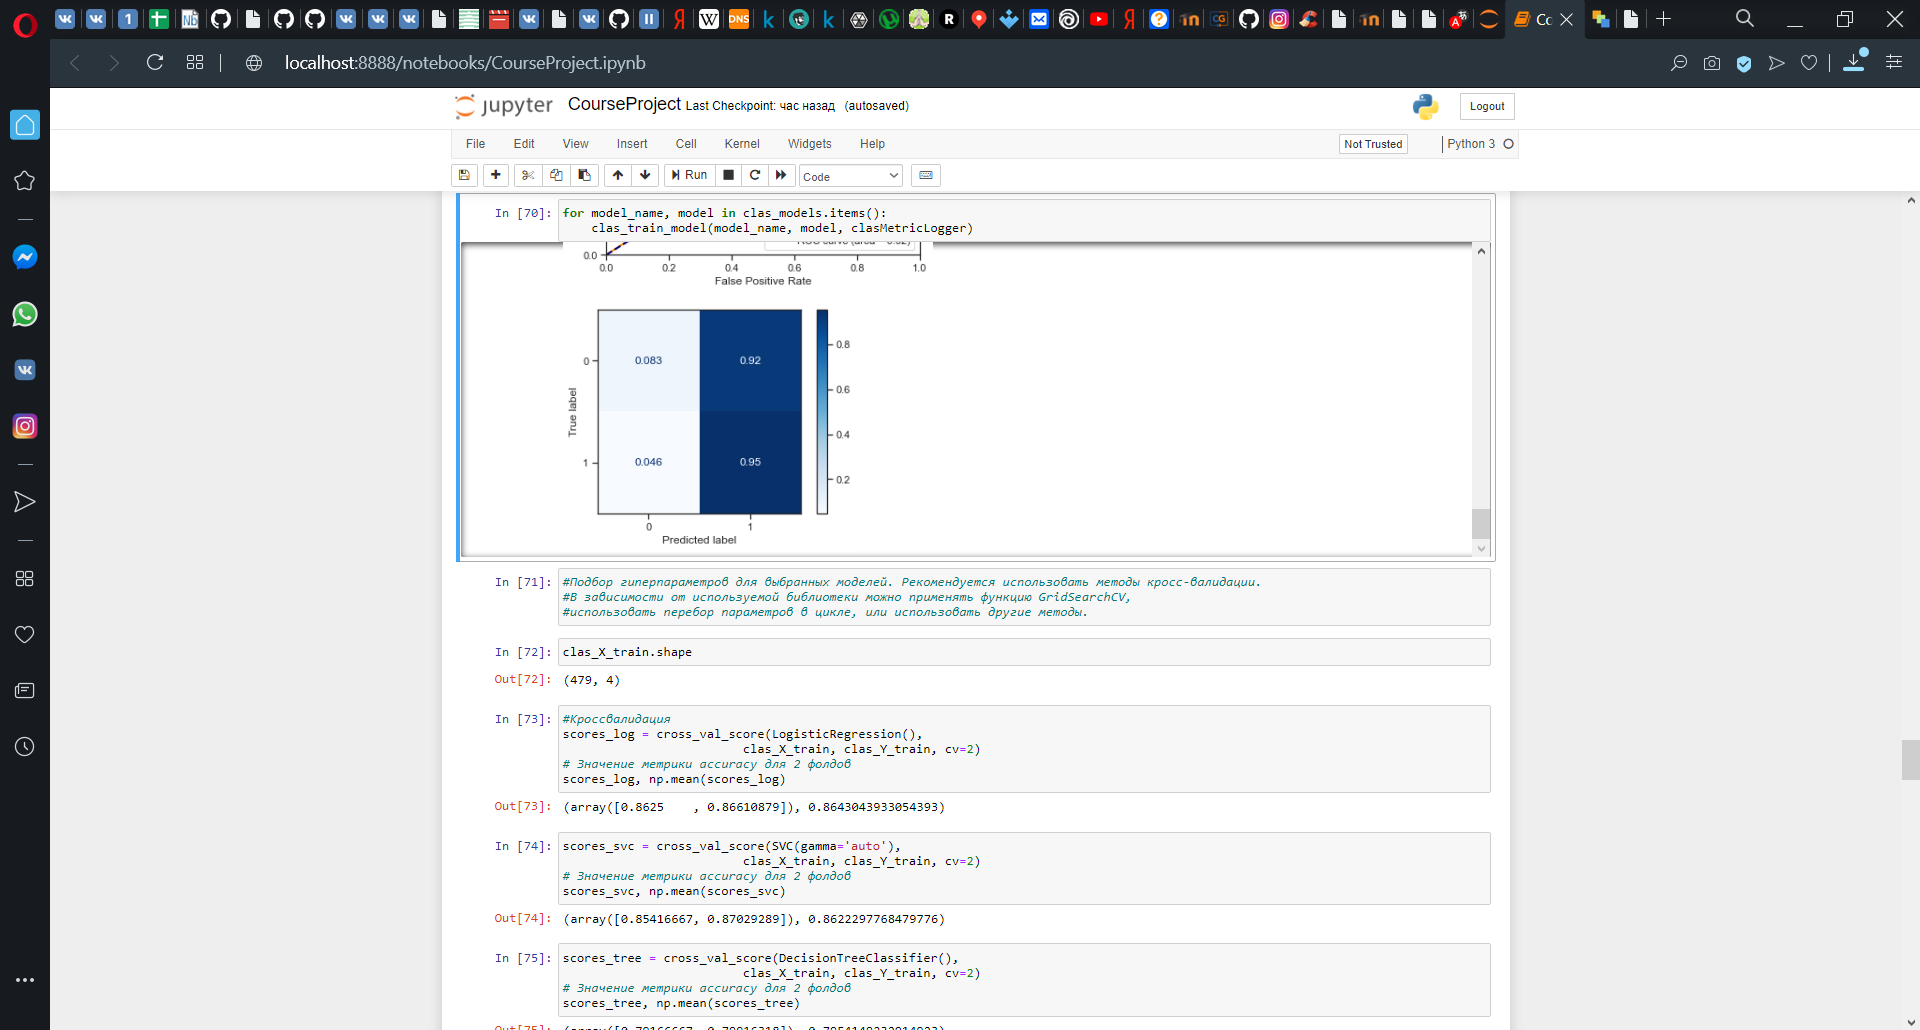 localhost:8888/notebooks/CourseProject.ipynb
jupyter CourseProject Last Checkpoint: час назад (autosaved)
Logout
File Edit View Insert Cell Kernel Widgets Help
Not Trusted
Python 3
Run
Code
In [70]: for model_name, model in clas_models.items():
clas_train_model(model_name, model, clasMetricLogger)
0.0
0.0 0.2 0.4 0.6 0.8 1.0
False Positive Rate
0.083 0.92
0.046 0.95
0
1
True label
0 1
Predicted label
0.8
0.6
0.4
0.2
In [71]: #Подбор гиперпараметров для выбранных моделей. Рекомендуется использовать методы кросс-валидации.
#В зависимости от используемой библиотеки можно применять функцию GridSearchCV,
#использовать перебор параметров в цикле, или использовать другие методы.
In [72]: clas_X_train.shape
Out[72]: (479, 4)
In [73]: #Кроссвалидация
scores_log = cross_val_score(LogisticRegression(),
clas_X_train, clas_Y_train, cv=2)
# Значение метрики accuracy для 2 фолдов
scores_log, np.mean(scores_log)
Out[73]: (array([0.8625    , 0.86610879]), 0.8643043933054393)
In [74]: scores_svc = cross_val_score(SVC(gamma='auto'),
clas_X_train, clas_Y_train, cv=2)
# Значение метрики accuracy для 2 фолдов
scores_svc, np.mean(scores_svc)
Out[74]: (array([0.85416667, 0.87029289]), 0.8622297768479776)
In [75]: scores_tree = cross_val_score(DecisionTreeClassifier(),
clas_X_train, clas_Y_train, cv=2)
# Значение метрики accuracy для 2 фолдов
scores_tree, np.mean(scores_tree)